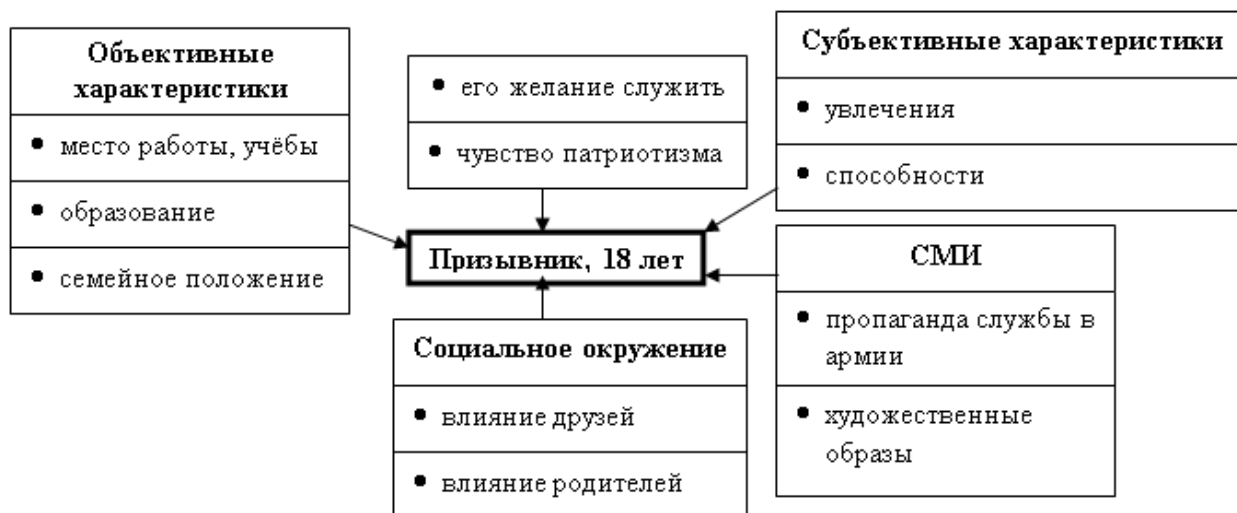 Объективные
характеристики
• место работы, учёбы
• образование
• семейное положение
• его желание служить
• чувство патриотизма
Субъективные характеристики
• увлечения
• способности
Призывник, 18 лет
СМИ
• пропаганда службы в
армии
• художественные
образы
Социальное окружение
• влияние друзей
• влияние родителей